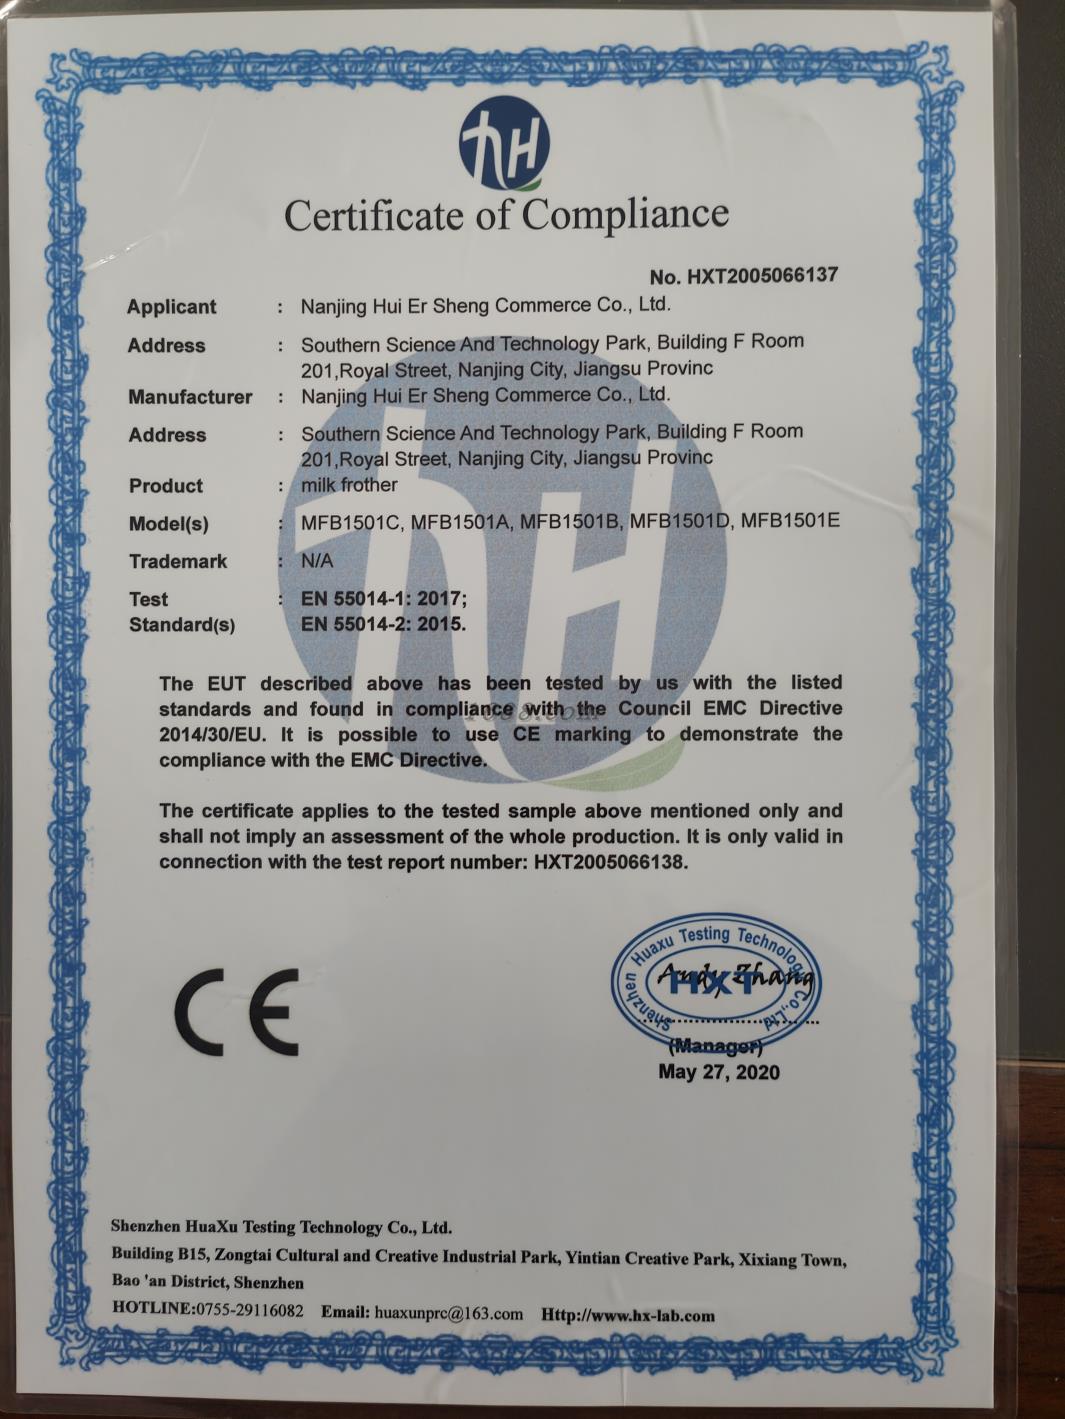 Certificate of Compliance
No. HXT2005066137
Applicant : Nanjing Hui Er Sheng Commerce Co., Ltd.
Address : Southern Science And Technology Park, Building F Room
201,Royal Street, Nanjing City, Jiangsu Provinc
Manufacturer : Nanjing Hui Er Sheng Commerce Co., Ltd.
Address : Southern Science And Technology Park, Building F Room
201,Royal Street, Nanjing City, Jiangsu Provinc
Product : milk frother
Model(s) : MFB1501C, MFB1501A, MFB1501B, MFB1501D, MFB1501E
Trademark : N/A
Test : EN 55014-1: 2017;
Standard(s) EN 55014-2: 2015.
The EUT described above has been tested by us with the listed
standards and found in compliance with the Council EMC Directive
2014/30/EU. It is possible to use CE marking to demonstrate the
compliance with the EMC Directive.
The certificate applies to the tested sample above mentioned only and
shall not imply an assessment of the whole production. It is only valid in
connection with the test report number: HXT2005066138.
CE
Shenzhen Huaxu Testing Technology Co.,Ltd
HXT
Andy Zhang
(Manager)
May 27, 2020
Shenzhen HuaXu Testing Technology Co., Ltd.
Building B15, Zongtai Cultural and Creative Industrial Park, Yintian Creative Park, Xixiang Town,
Bao 'an District, Shenzhen
HOTLINE:0755-29116082 Email: huaxunprc@163.com Http://www.hx-lab.com